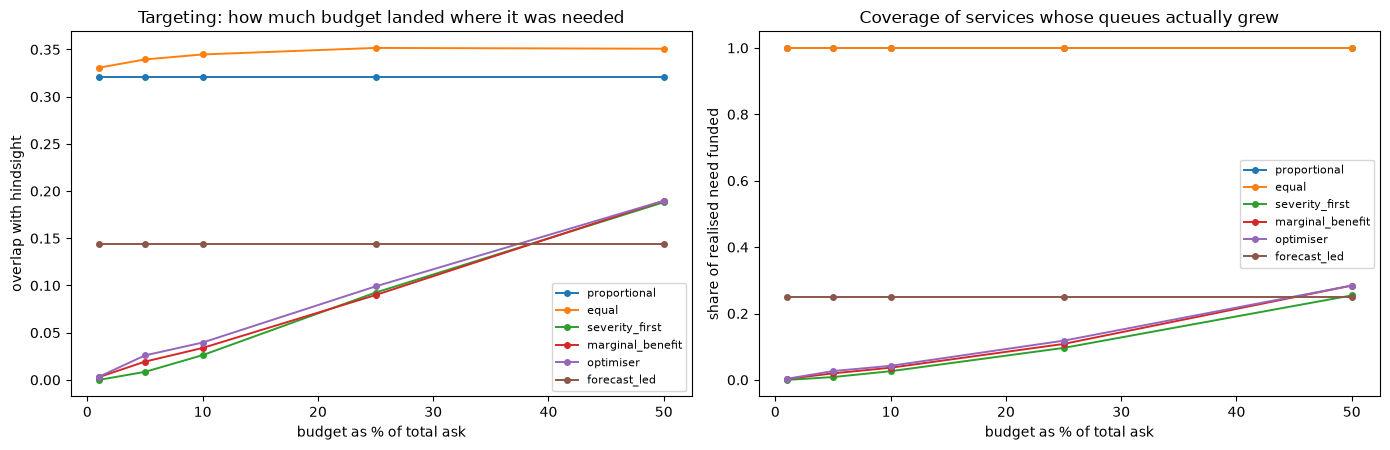 Targeting: how much budget landed where it was needed
overlap with hindsight
0.35
0.30
0.25
0.20
0.15
0.10
0.05
0.00
proportional
equal
severity_first
marginal_benefit
optimiser
forecast_led
0 10 20 30 40 50
budget as % of total ask
Coverage of services whose queues actually grew
share of realised need funded
1.0
0.8
0.6
0.4
0.2
0.0
proportional
equal
severity_first
marginal_benefit
optimiser
forecast_led
0 10 20 30 40 50
budget as % of total ask